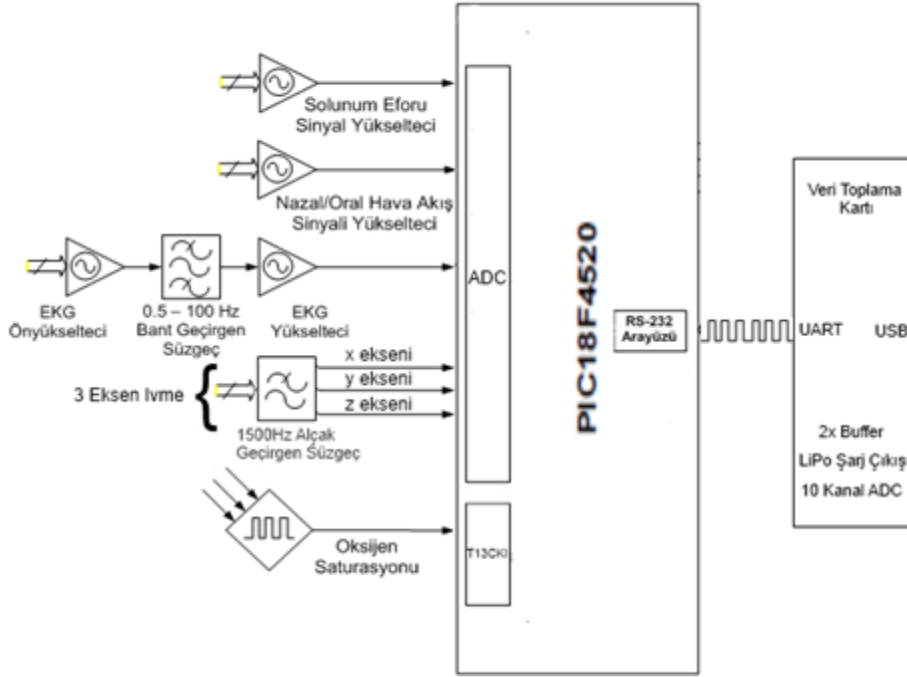 Solunum Eforu
Sinyal Yükselteci
Nazal/Oral Hava Akış
Sinyali Yükselteci
EKG
Önyükselteci
0.5 – 100 Hz
Bant Geçirgen
Süzgeç
EKG
Yükselteci
3 Eksen Ivme
x ekseni
y ekseni
z ekseni
1500Hz Alçak
Geçirgen Süzgeç
Oksijen
Saturasyonu
ADC
T13CKI
PIC18F4520
RS-232
Arayüzü
Veri Toplama
Kartı
UART
USB
2x Buffer
LiPo Şarj Çıkışı
10 Kanal ADC